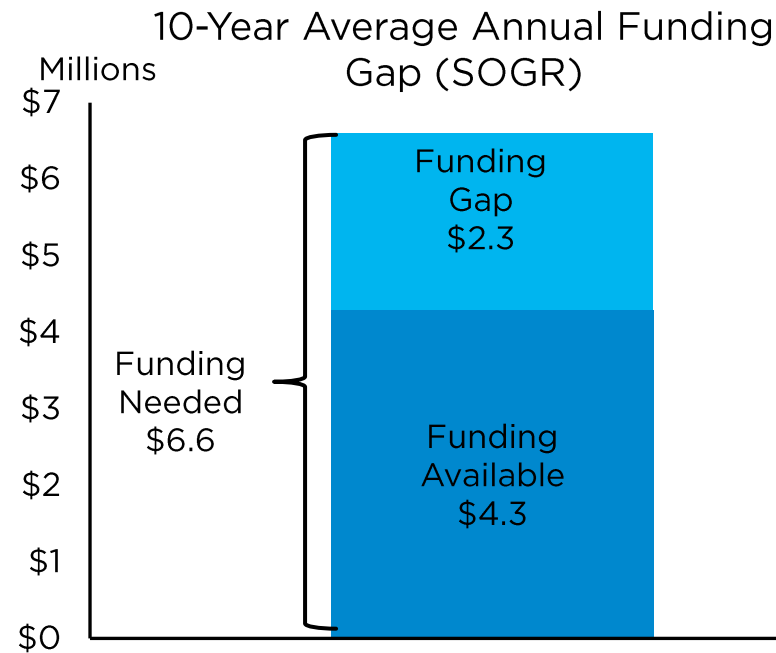 10-Year Average Annual Funding
Gap (SOGR)
Millions
$7
$6
$5
$4
$3
$2
$1
$0
Funding
Gap
$2.3
Funding
Needed
$6.6
Funding
Available
$4.3